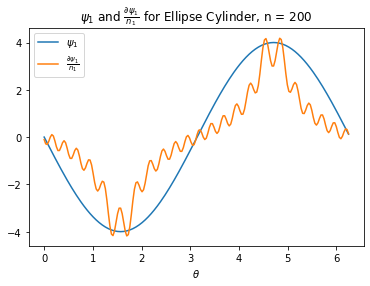 ψ₁ and ∂ψ₁/n₁ for Ellipse Cylinder, n = 200
ψ₁
∂ψ₁/n₁
4
2
0
−2
−4
0 1 2 3 4 5 6
θ